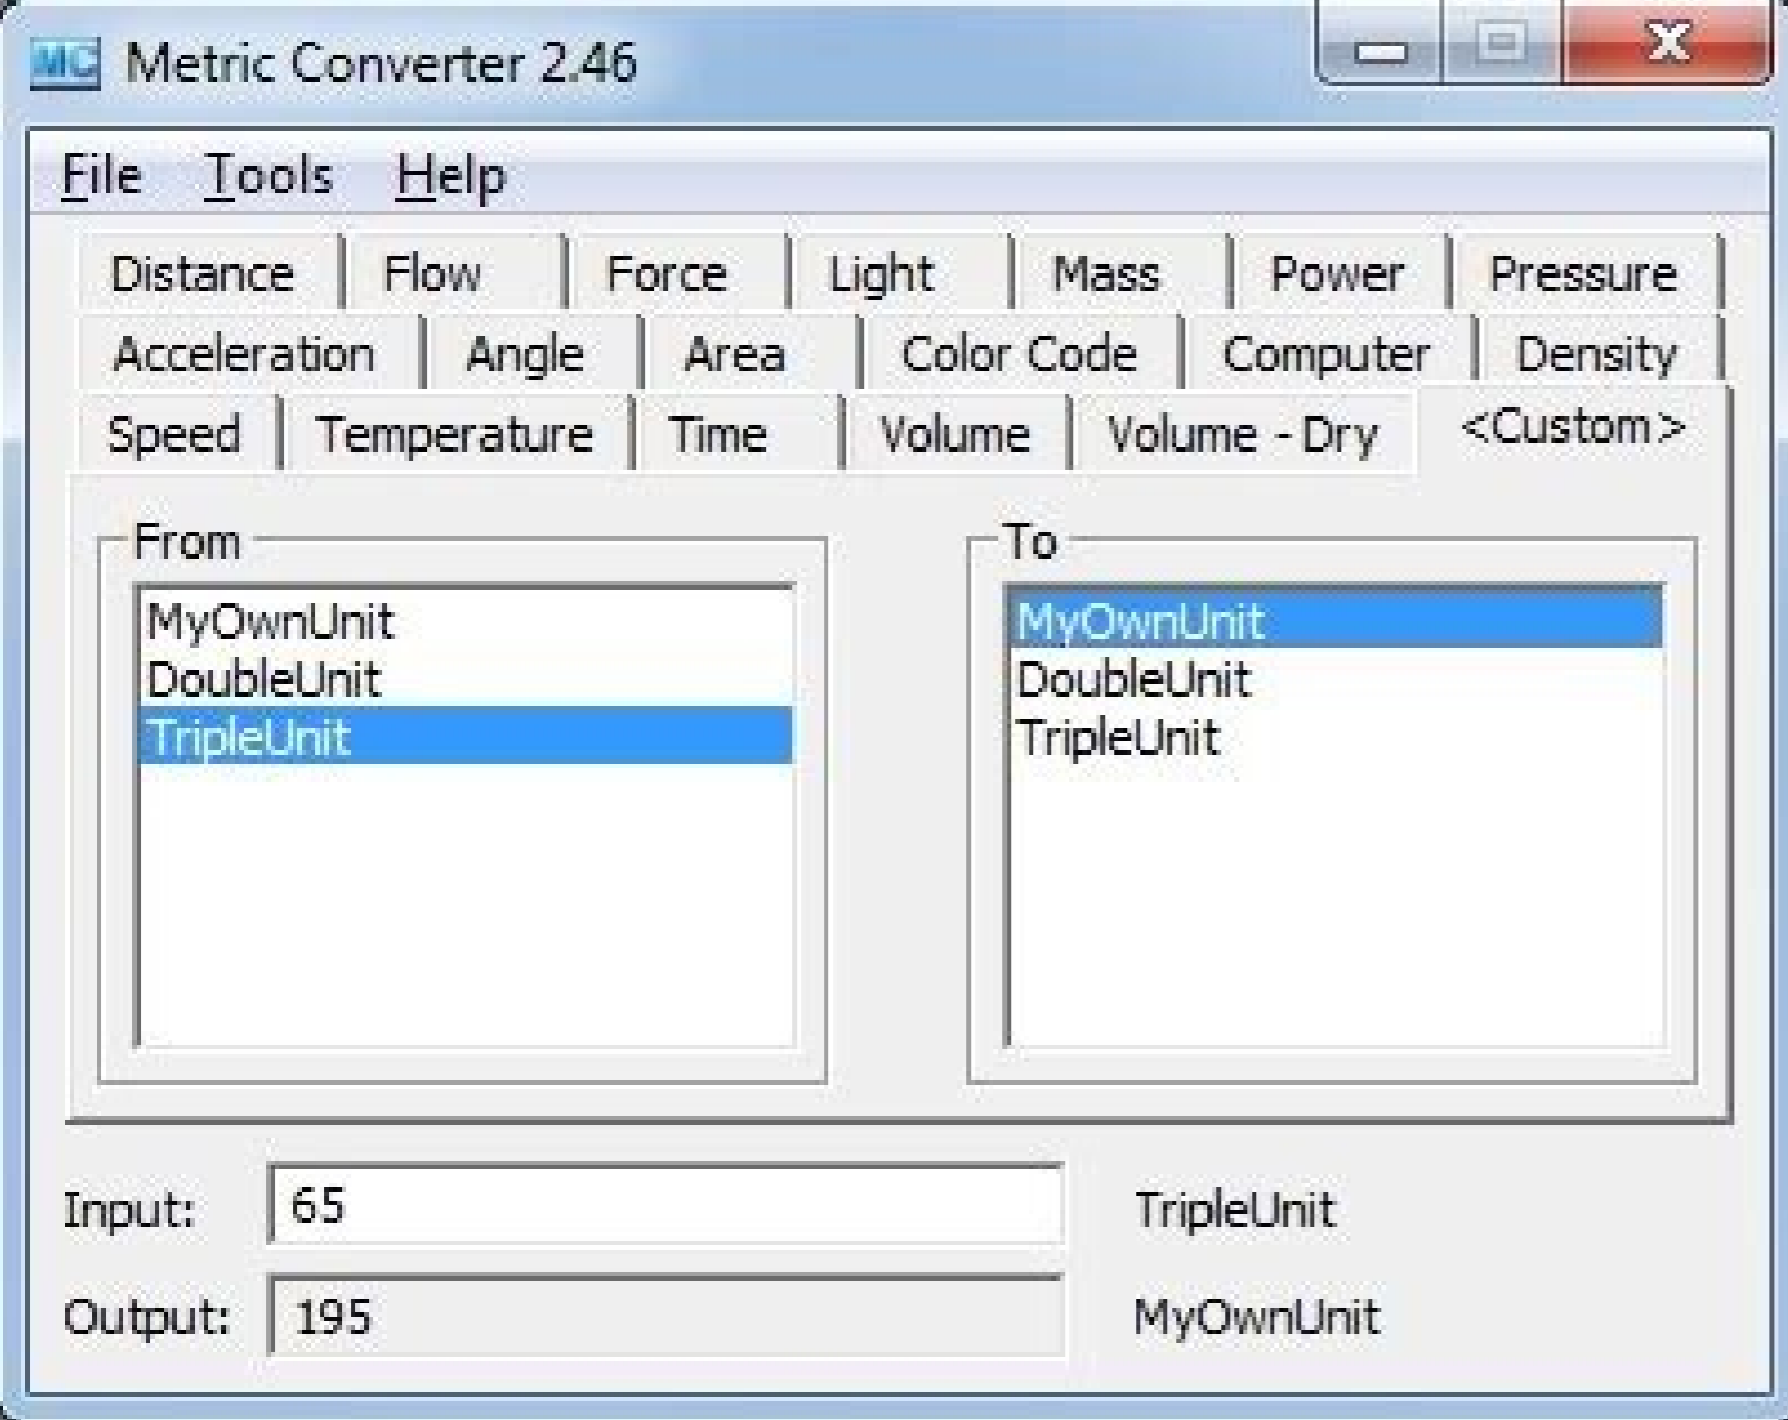 MC Metric Converter 2.46
File Tools Help
Distance Flow Force Light Mass Power Pressure
Acceleration Angle Area Color Code Computer Density
Speed Temperature Time Volume Volume - Dry <Custom>
From To
MyOwnUnit MyOwnUnit
DoubleUnit DoubleUnit
TripleUnit TripleUnit
Input: 65 TripleUnit
Output: 195 MyOwnUnit